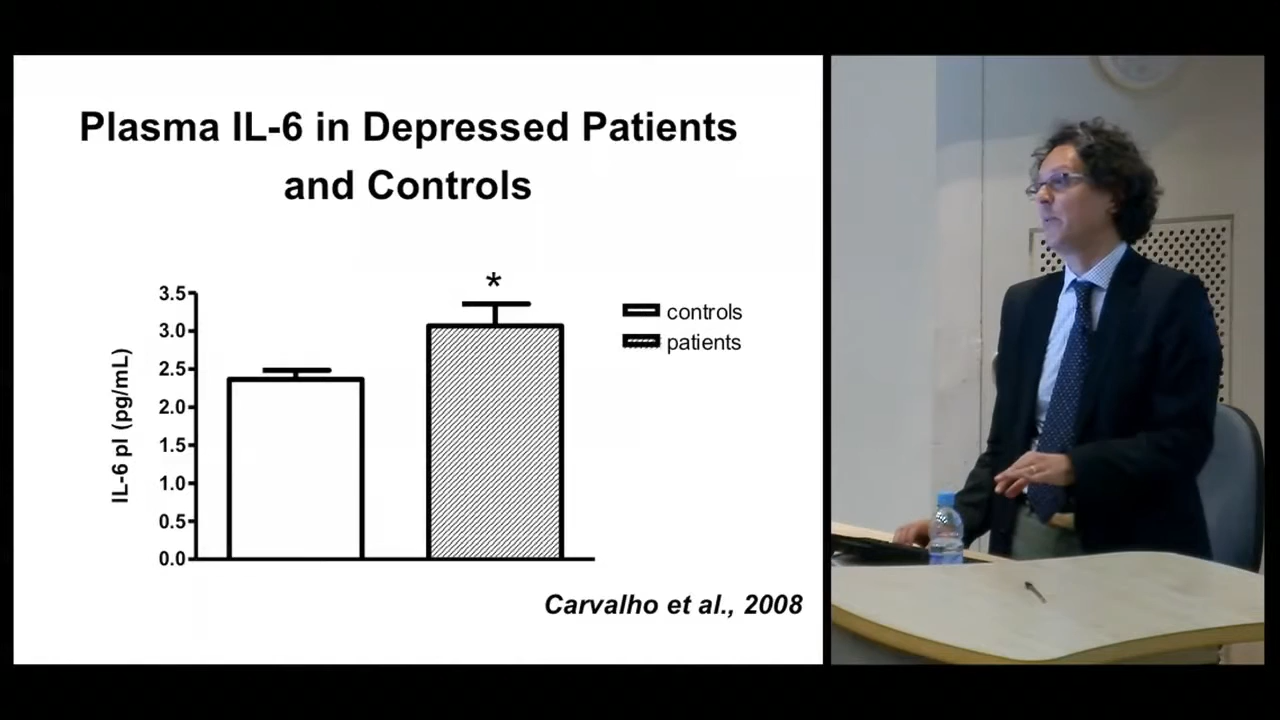 Plasma IL-6 in Depressed Patients
and Controls
*
3.5
3.0
2.5
2.0
1.5
1.0
0.5
0.0
IL-6 pl (pg/mL)
controls
patients
Carvalho et al., 2008